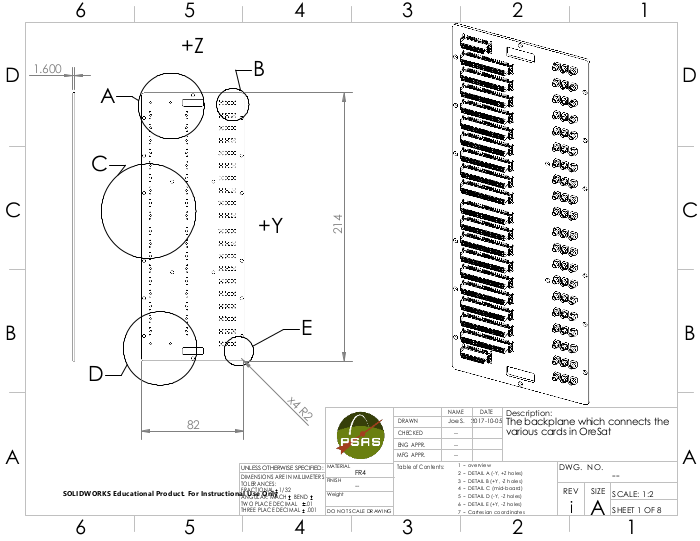 6 5 4 3 2 1
+Z
D D
1.600
A
B
C
C C
+Y
214
B B
E
D
X4 R2
82
A A
PSAS
NAME DATE
DRAWN Joe S. 2017-10-05
CHECKED --
ENG APPR. --
MFG APPR. --
Description:
The backplane which connects the
various cards in OreSat
UNLESS OTHERWISE SPECIFIED:
DIMENSIONS ARE IN MILLIMETERS
TOLERANCES:
FRACTIONAL ± 1/32
ANGULAR: MACH ± BEND ±
TWO PLACE DECIMAL ±.01
THREE PLACE DECIMAL ± .001
SOLIDWORKS Educational Product. For Instructional Use Only.
MATERIAL
FR4
FINISH
--
Weight
DO NOT SCALE DRAWING
Table of Contents:
1 - overview
2 - DETAIL A (-Y, +Z holes)
3 - DETAIL B (+Y, +Z holes)
4 - DETAIL C (mid-board)
5 - DETAIL D (-Y, -Z holes)
6 - DETAIL E (+Y, -Z holes)
7 - Cartesian coordinates
DWG. NO.
--
REV
i
SIZE
A
SCALE: 1:2
SHEET 1 OF 8
6 5 4 3 2 1